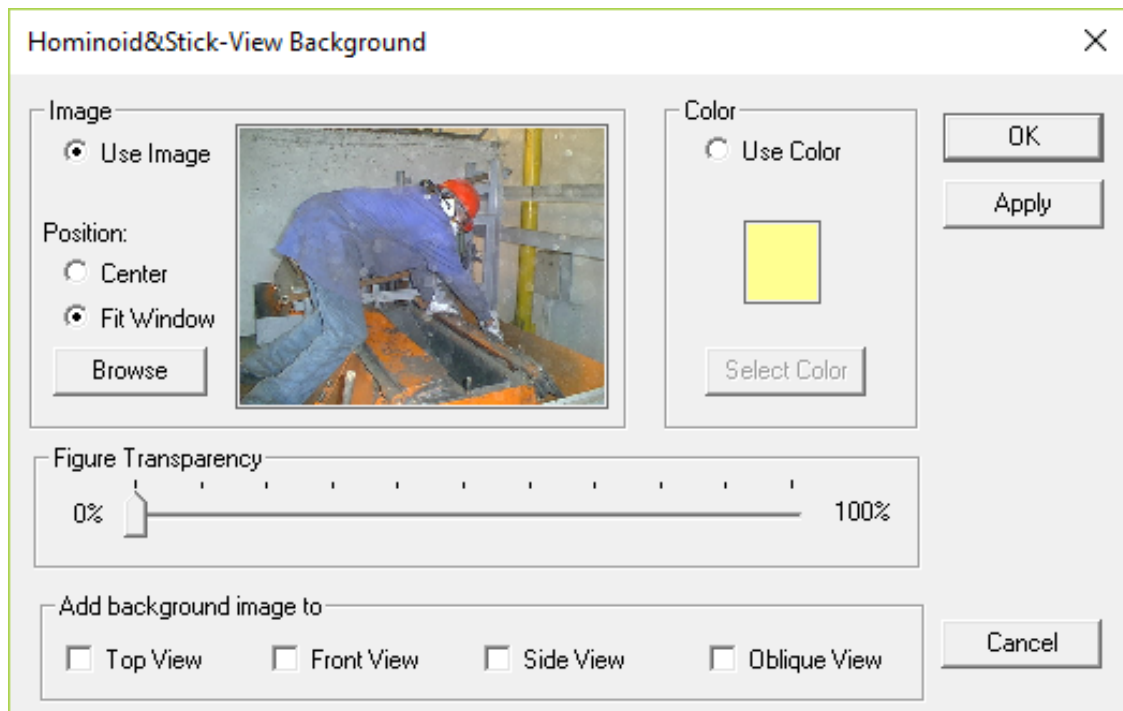 Hominoid&Stick-View Background
Image
Use Image
Position:
Center
Fit Window
Browse
Color
Use Color
Select Color
OK
Apply
Figure Transparency
0%
100%
Add background image to
Top View
Front View
Side View
Oblique View
Cancel